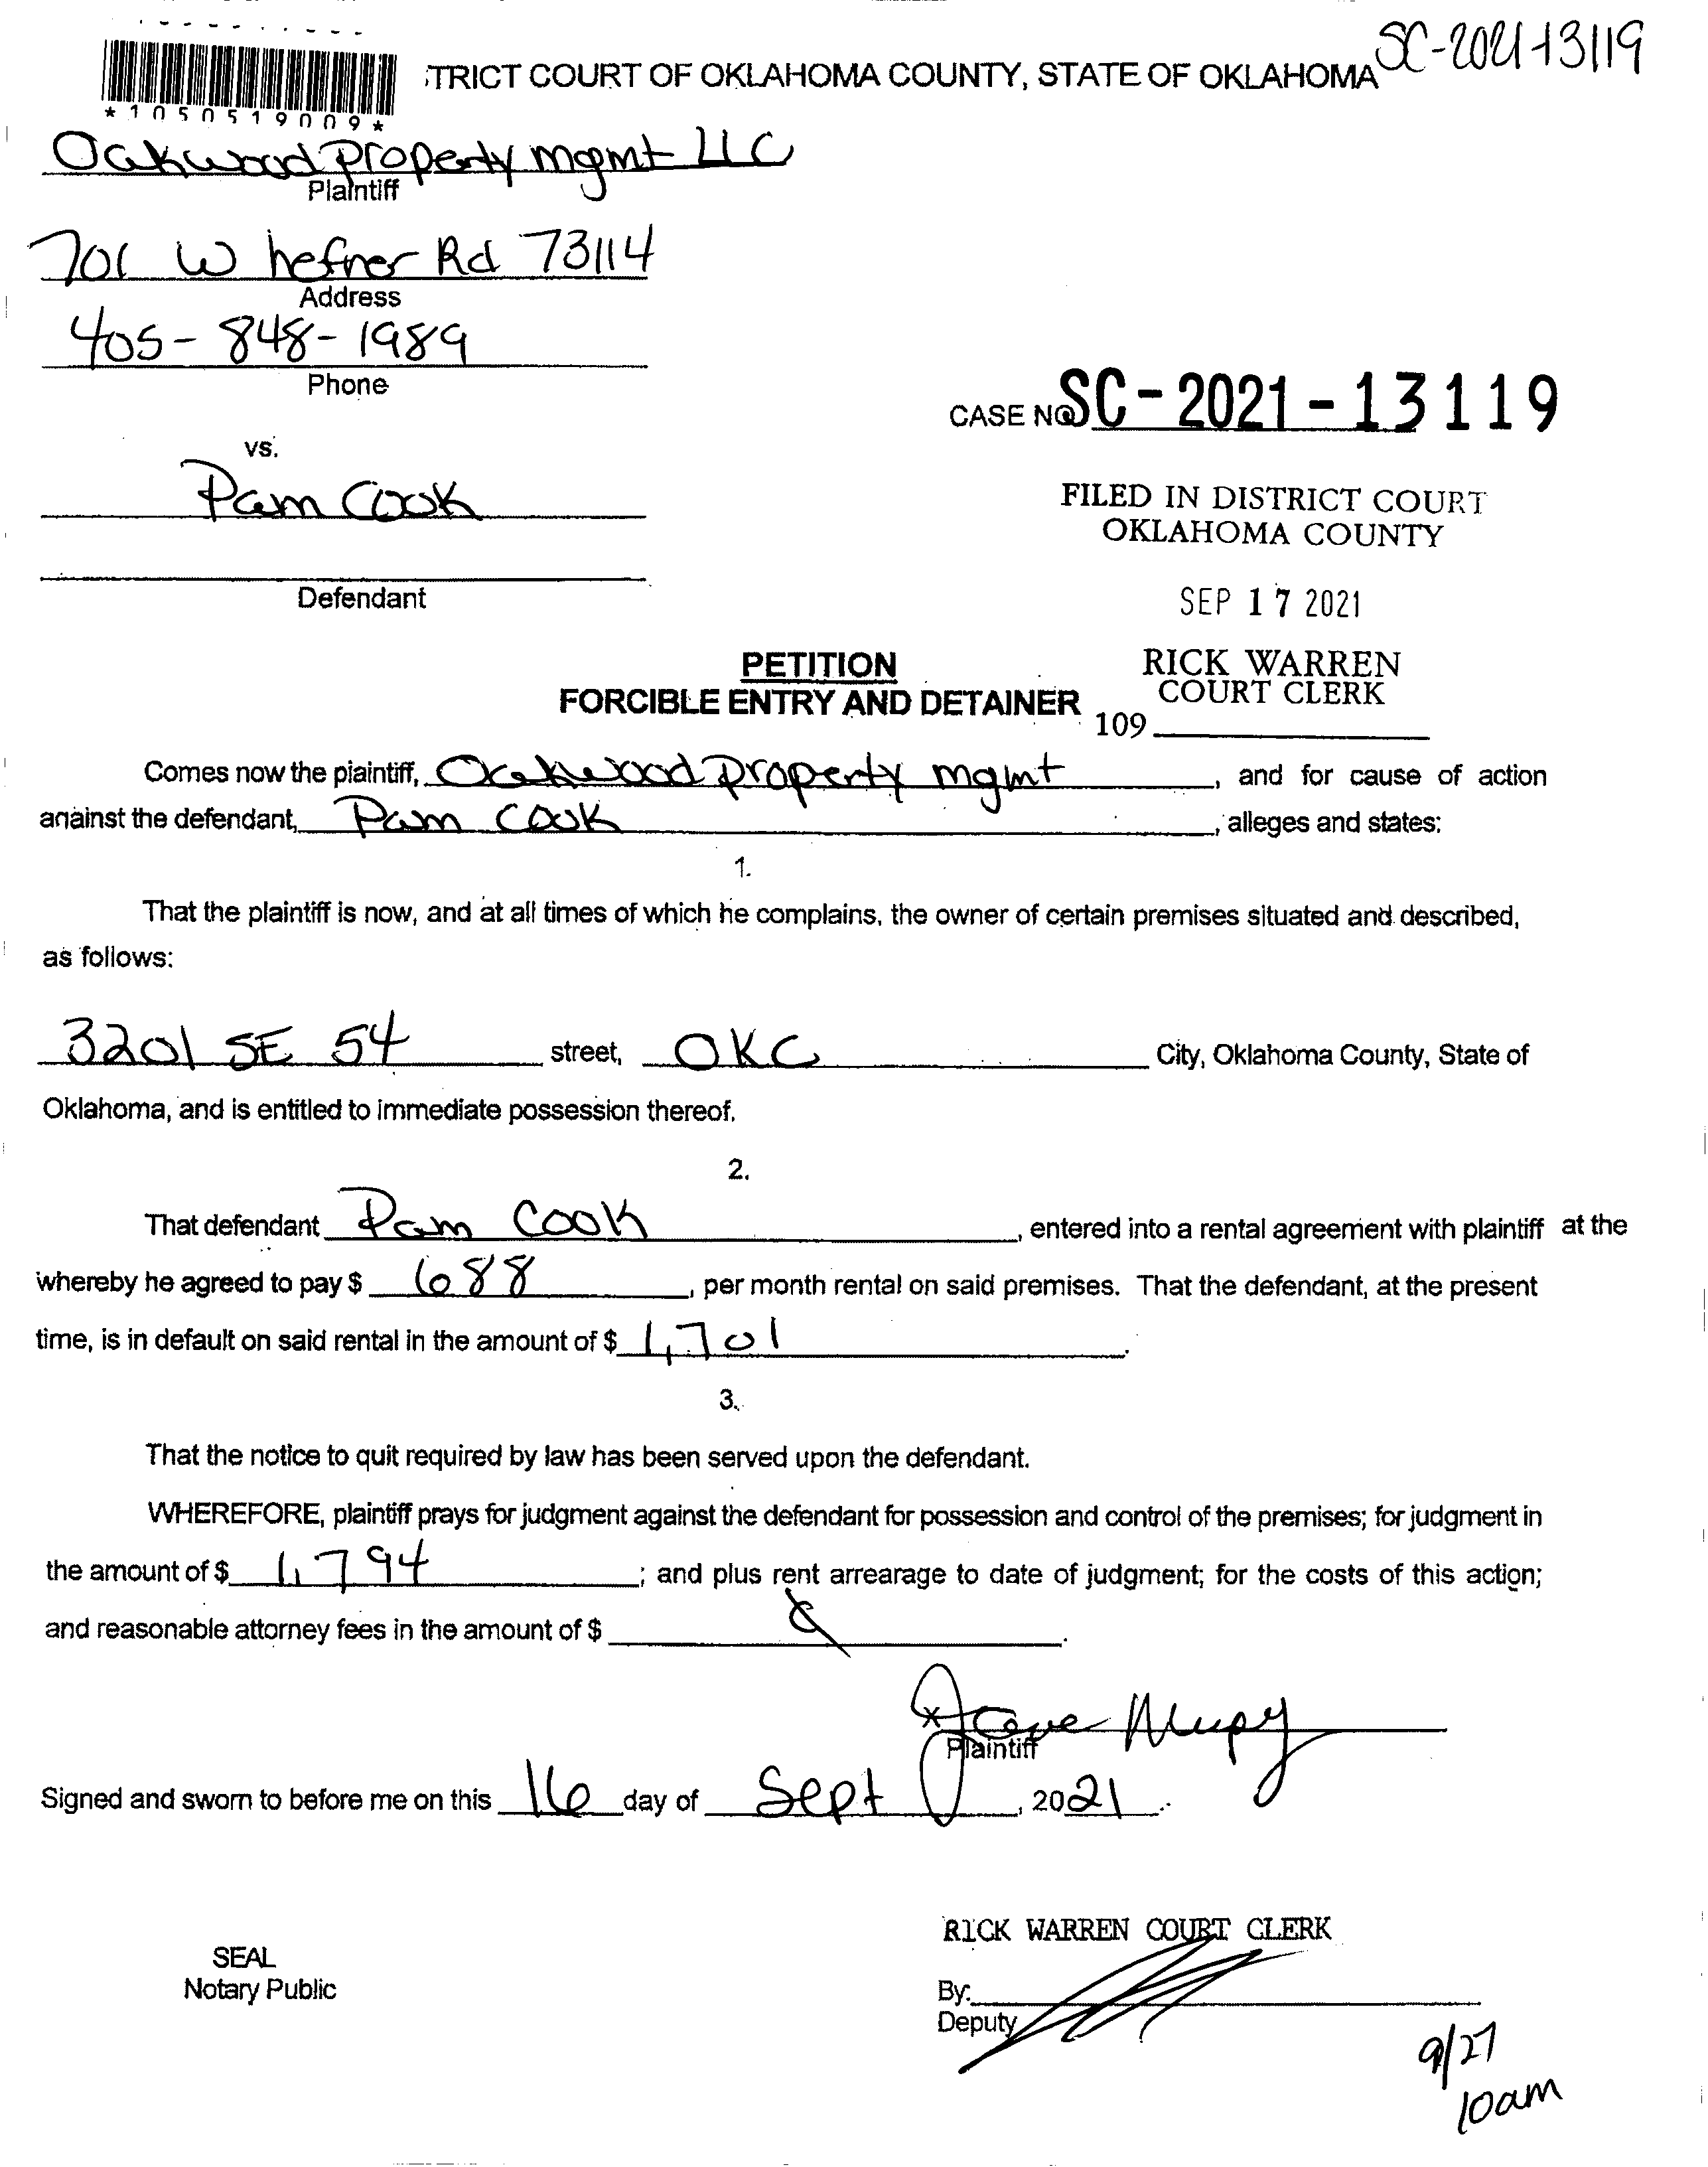 SC-2021-13119
TRICT COURT OF OKLAHOMA COUNTY, STATE OF OKLAHOMA
*1050519009*
Oakwood Property mgmt LLC
Plaintiff
701 W hefner Rd 73114
Address
405-848-1989
Phone
CASE NO. SC-2021-13119
vs.
Pam Cook
FILED IN DISTRICT COURT
OKLAHOMA COUNTY
Defendant
SEP 17 2021
PETITION
RICK WARREN
COURT CLERK
FORCIBLE ENTRY AND DETAINER
109
Comes now the plaintiff, Oakwood Property mgmt, and for cause of action
against the defendant, Pam Cook, alleges and states:
1.
That the plaintiff is now, and at all times of which he complains, the owner of certain premises situated and described,
as follows:
3201 SE 54 street, OKC City, Oklahoma County, State of
Oklahoma, and is entitled to immediate possession thereof.
2.
That defendant Pam Cook, entered into a rental agreement with plaintiff at the
whereby he agreed to pay $ 688, per month rental on said premises. That the defendant, at the present
time, is in default on said rental in the amount of $ 1,701.
3.
That the notice to quit required by law has been served upon the defendant.
WHEREFORE, plaintiff prays for judgment against the defendant for possession and control of the premises; for judgment in
the amount of $ 1,794; and plus rent arrearage to date of judgment; for the costs of this action;
and reasonable attorney fees in the amount of $
x
Plaintiff
Signed and sworn to before me on this 16 day of Sept, 2021.
RICK WARREN COURT CLERK
SEAL
Notary Public
By:
Deputy
9/27
10am